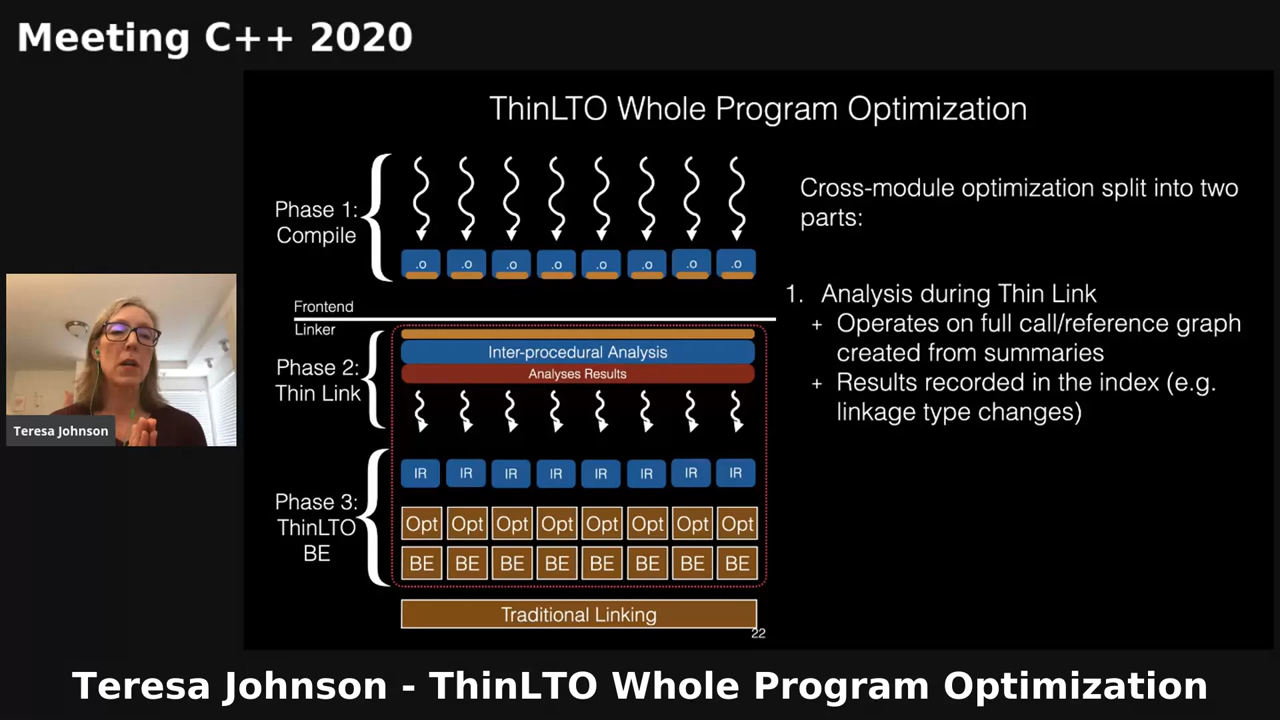 Meeting C++ 2020
ThinLTO Whole Program Optimization
Phase 1:
Compile
.o .o .o .o .o .o .o .o
Frontend
Linker
Phase 2:
Thin Link
Inter-procedural Analysis
Analyses Results
Phase 3:
ThinLTO
BE
IR IR IR IR IR IR IR IR
Opt Opt Opt Opt Opt Opt Opt Opt
BE BE BE BE BE BE BE BE
Traditional Linking
22
Cross-module optimization split into two
parts:
1. Analysis during Thin Link
+ Operates on full call/reference graph
created from summaries
+ Results recorded in the index (e.g.
linkage type changes)
Teresa Johnson
Teresa Johnson - ThinLTO Whole Program Optimization